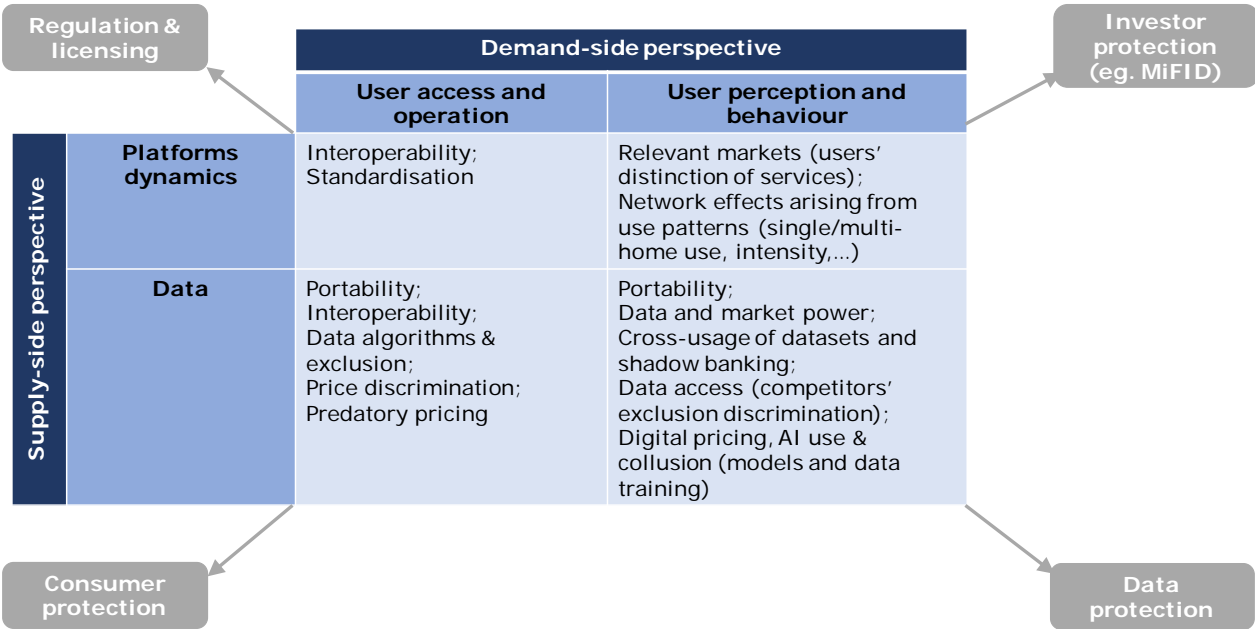 Regulation &
licensing
Investor
protection
(eg. MiFID)
Demand-side perspective
User access and
operation
User perception and
behaviour
Supply-side perspective
Platforms
dynamics
Interoperability;
Standardisation
Relevant markets (users’
distinction of services);
Network effects arising from
use patterns (single/multi-
home use, intensity,...)
Data
Portability;
Interoperability;
Data algorithms &
exclusion;
Price discrimination;
Predatory pricing
Portability;
Data and market power;
Cross-usage of datasets and
shadow banking;
Data access (competitors’
exclusion discrimination);
Digital pricing, AI use &
collusion (models and data
training)
Consumer
protection
Data
protection